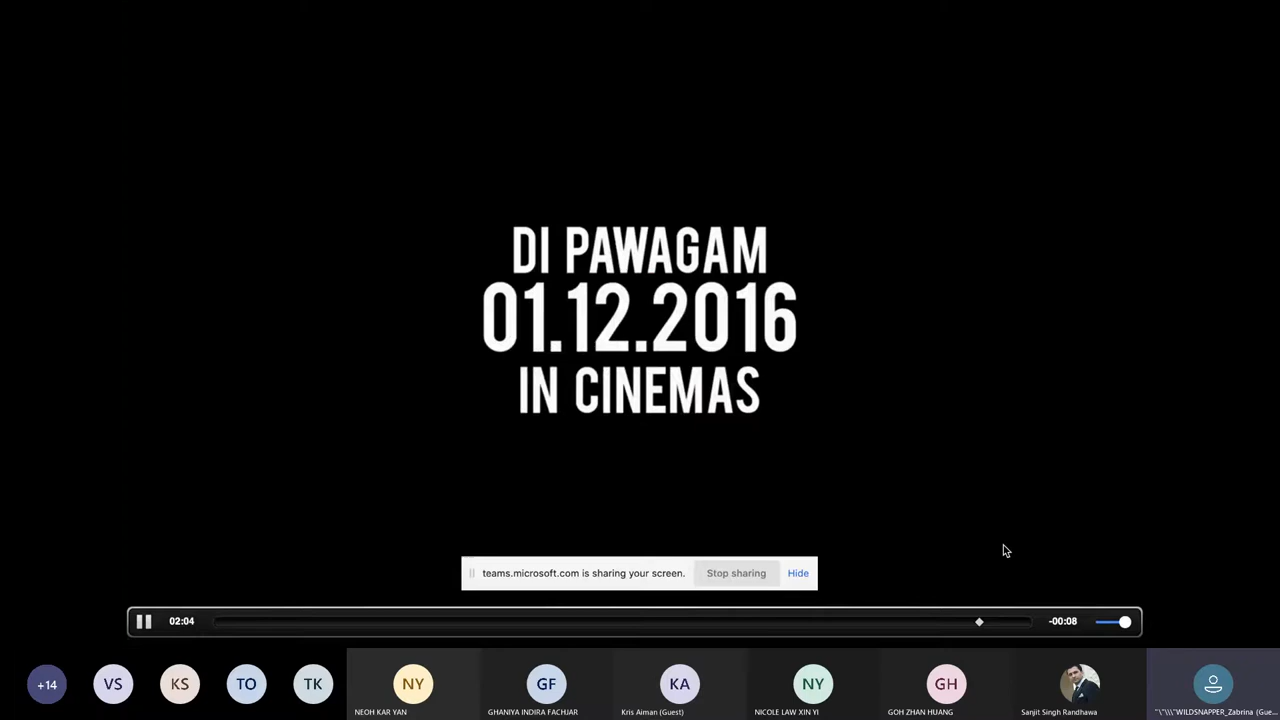 DI PAWAGAM
01.12.2016
IN CINEMAS
teams.microsoft.com is sharing your screen. Stop sharing Hide
02:04 -00:08
+14 VS KS TO TK NY GF KA NY GH
NEOH KAR YAN GHANIYA INDIRA FACHJAR Kris Aiman (Guest) NICOLE LAW XIN YI GOH ZHAN HUANG Sanjit Singh Randhawa "\"\\\"WILDSNAPPER_Zabrina (Gue...